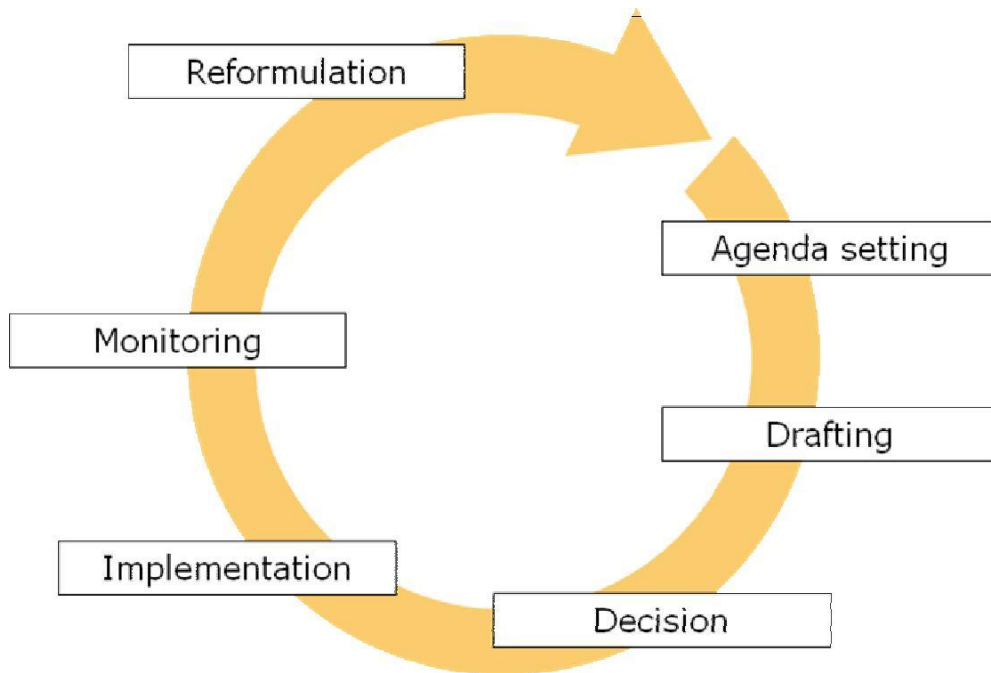 Reformulation
Agenda setting
Monitoring
Drafting
Implementation
Decision